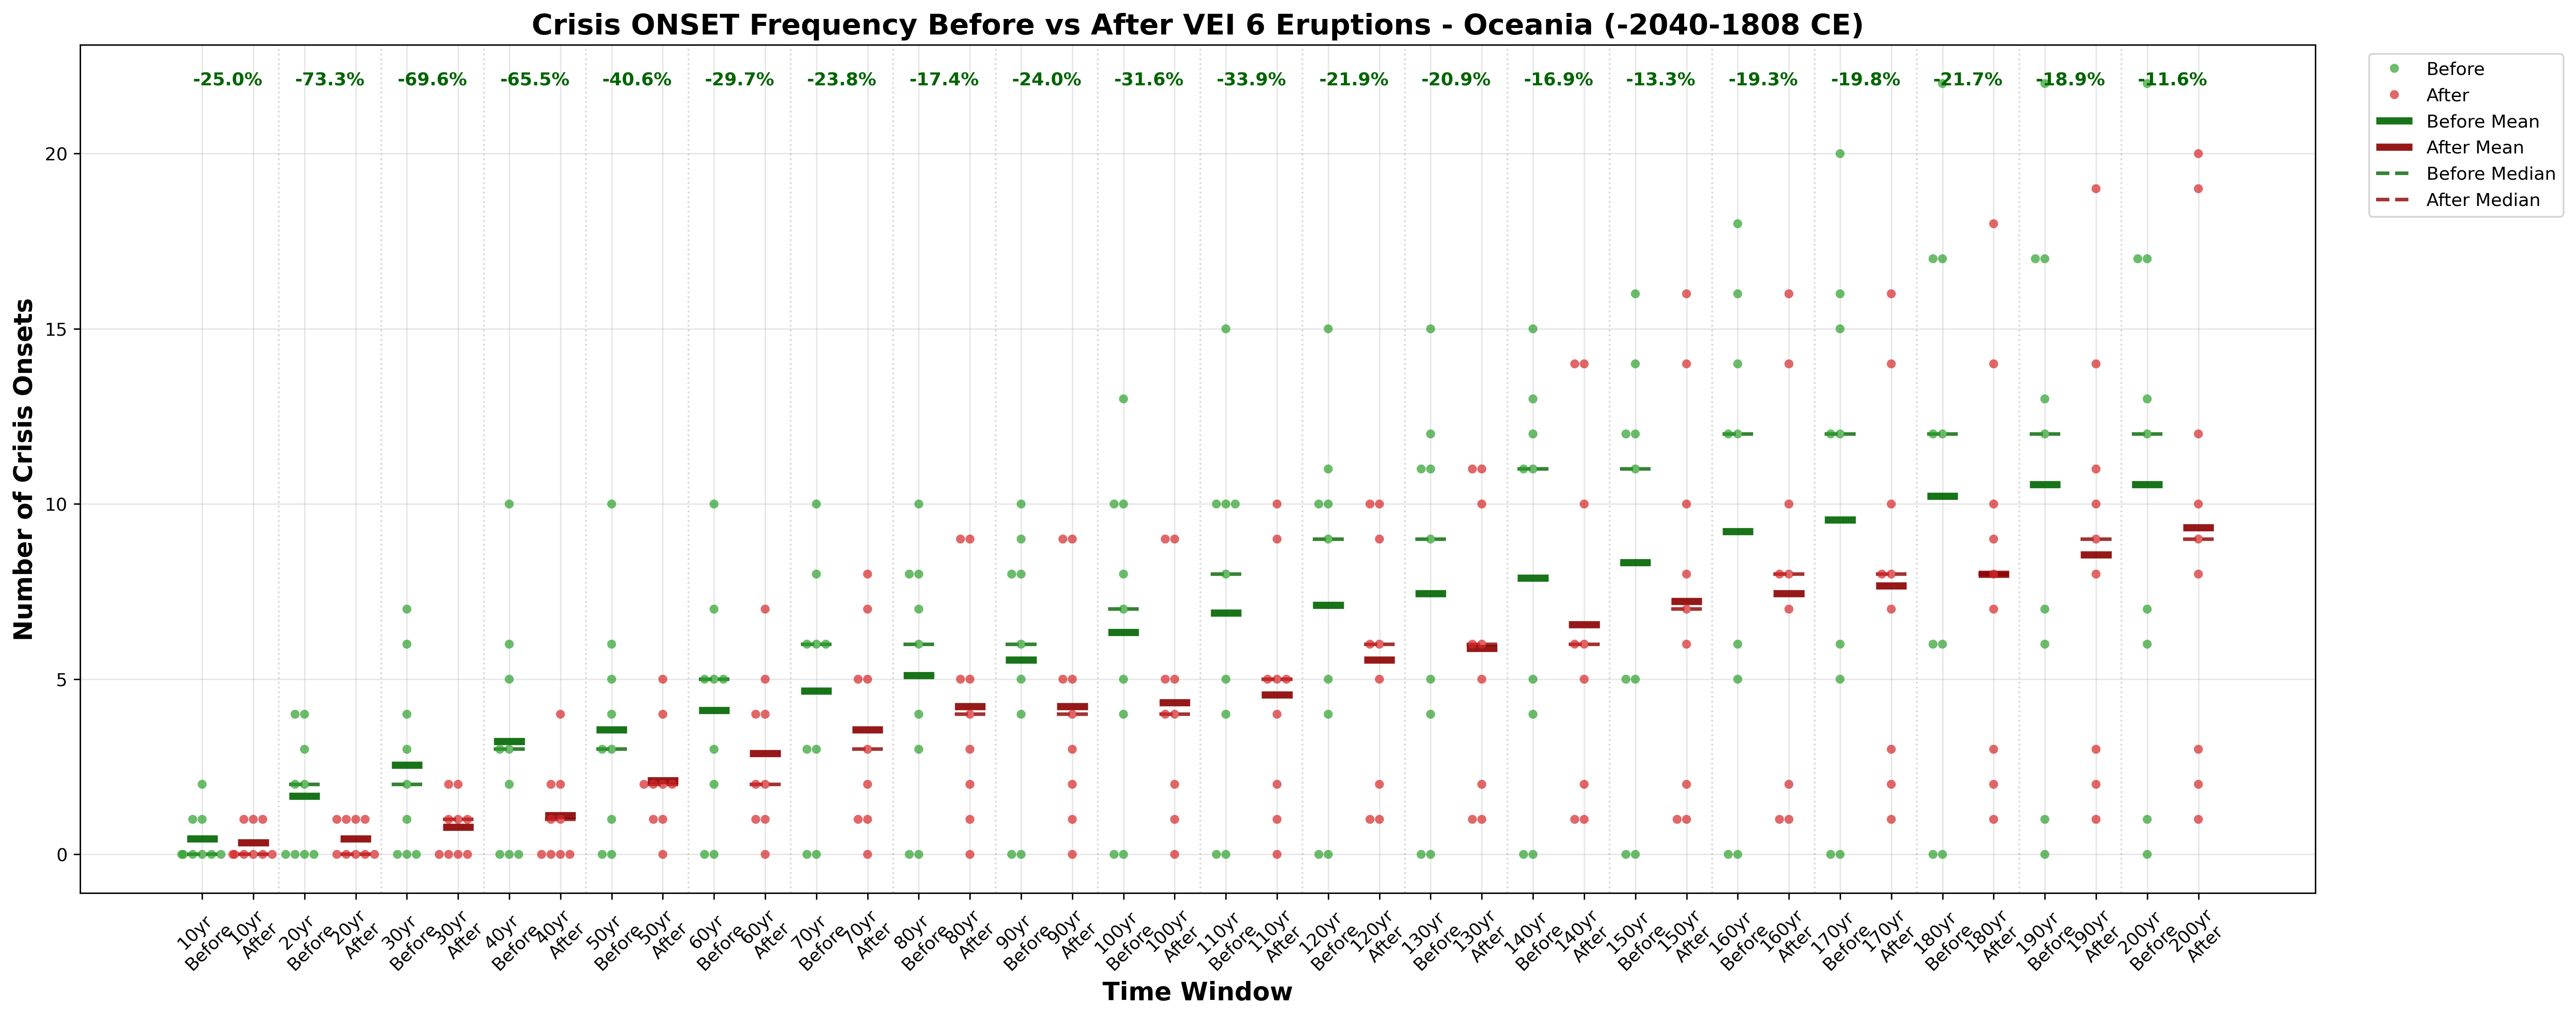 Crisis ONSET Frequency Before vs After VEI 6 Eruptions - Oceania (-2040-1808 CE)
-25.0% -73.3% -69.6% -65.5% -40.6% -29.7% -23.8% -17.4% -24.0% -31.6% -33.9% -21.9% -20.9% -16.9% -13.3% -19.3% -19.8% -21.7% -18.9% -11.6%
Before
After
Before Mean
After Mean
Before Median
After Median
Number of Crisis Onsets
20
15
10
5
0
10yr
Before
10yr
After
20yr
Before
20yr
After
30yr
Before
30yr
After
40yr
Before
40yr
After
50yr
Before
50yr
After
60yr
Before
60yr
After
70yr
Before
70yr
After
80yr
Before
80yr
After
90yr
Before
90yr
After
100yr
Before
100yr
After
110yr
Before
110yr
After
120yr
Before
120yr
After
130yr
Before
130yr
After
140yr
Before
140yr
After
150yr
Before
150yr
After
160yr
Before
160yr
After
170yr
Before
170yr
After
180yr
Before
180yr
After
190yr
Before
190yr
After
200yr
Before
200yr
After
Time Window